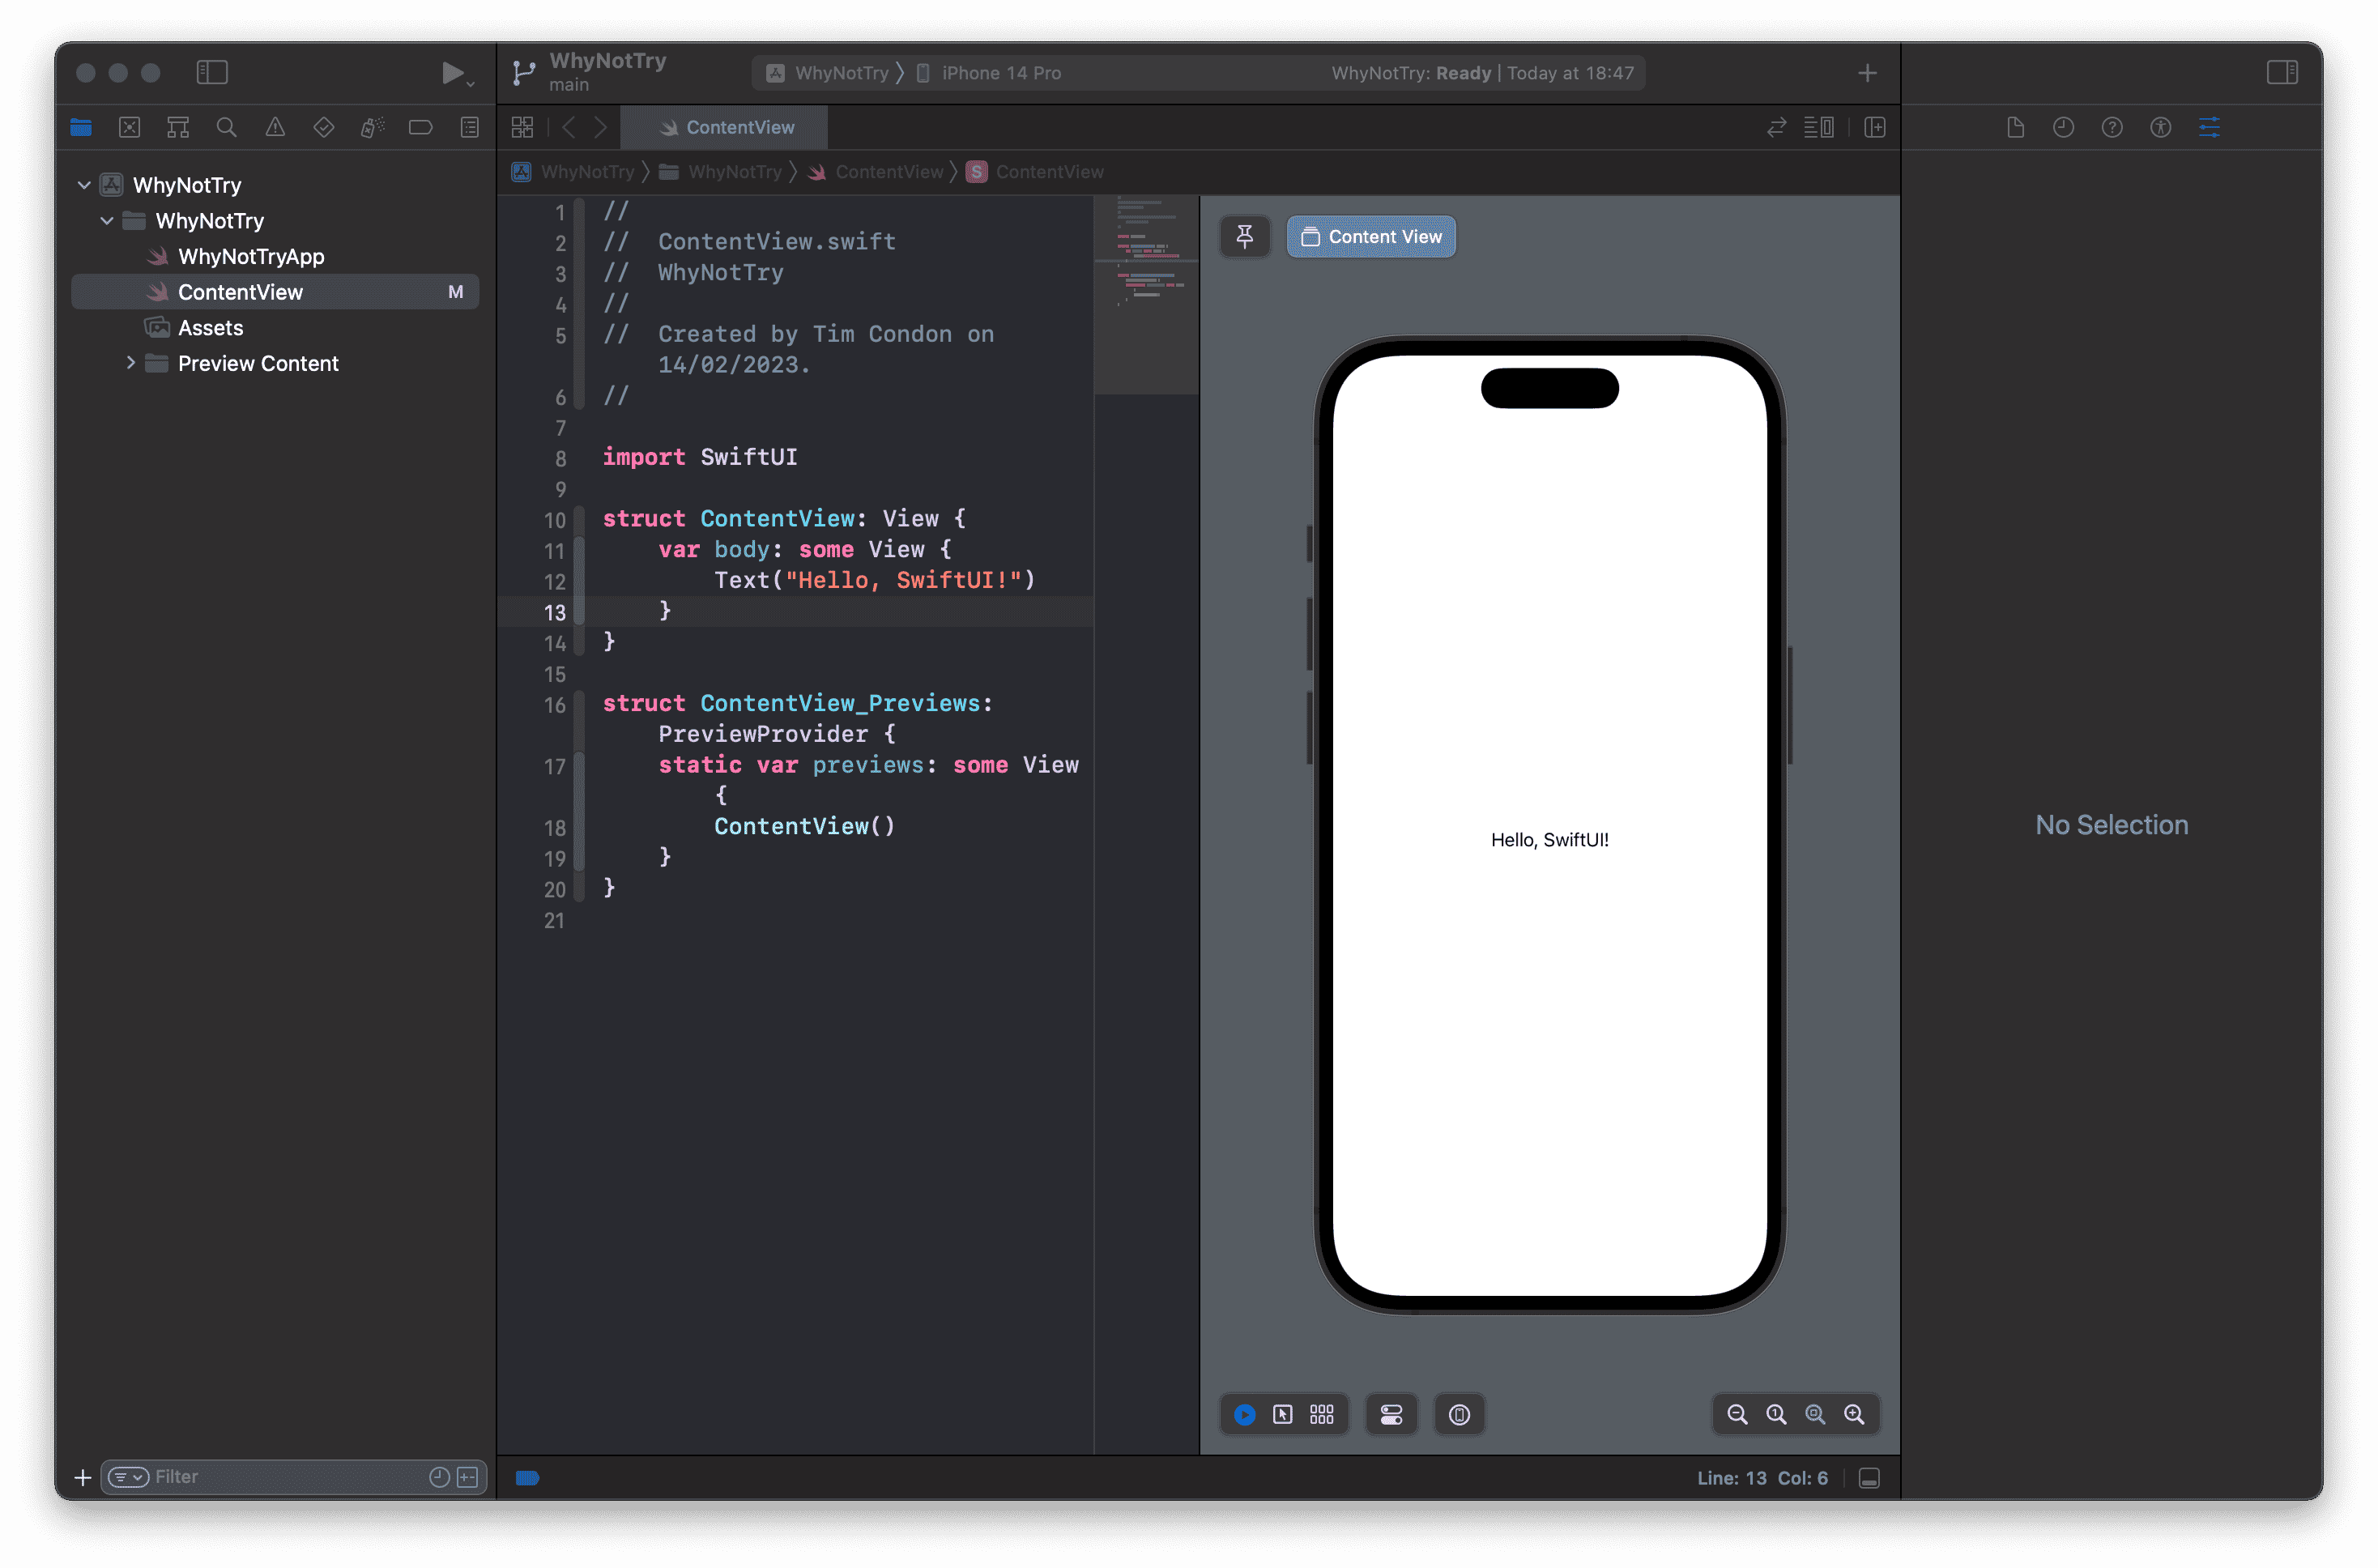 WhyNotTry
main
WhyNotTry
iPhone 14 Pro
WhyNotTry: Ready | Today at 18:47
ContentView
WhyNotTry
WhyNotTry
ContentView
S
ContentView
WhyNotTry
WhyNotTry
WhyNotTryApp
ContentView
M
Assets
Preview Content
1 //
2 // ContentView.swift
3 // WhyNotTry
4 //
5 // Created by Tim Condon on
14/02/2023.
6 //
7
8 import SwiftUI
9
10 struct ContentView: View {
11 var body: some View {
12 Text("Hello, SwiftUI!")
13 }
14 }
15
16 struct ContentView_Previews:
PreviewProvider {
17 static var previews: some View
{
18 ContentView()
19 }
20 }
21
Content View
Hello, SwiftUI!
No Selection
Filter
Line: 13 Col: 6